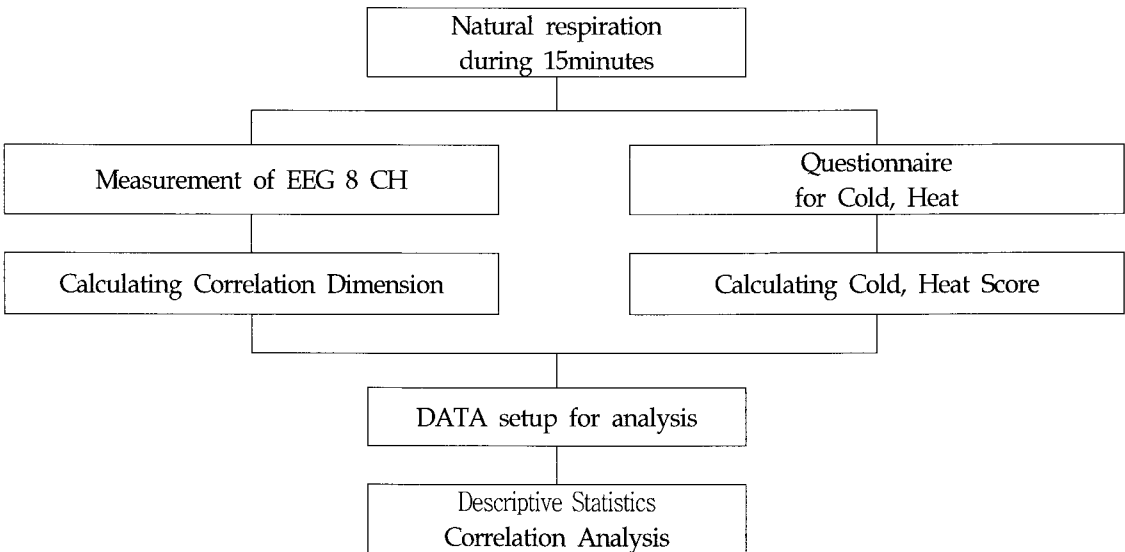 Natural respiration
during 15minutes
Measurement of EEG 8 CH
Questionnaire
for Cold, Heat
Calculating Correlation Dimension
Calculating Cold, Heat Score
DATA setup for analysis
Descriptive Statistics
Correlation Analysis